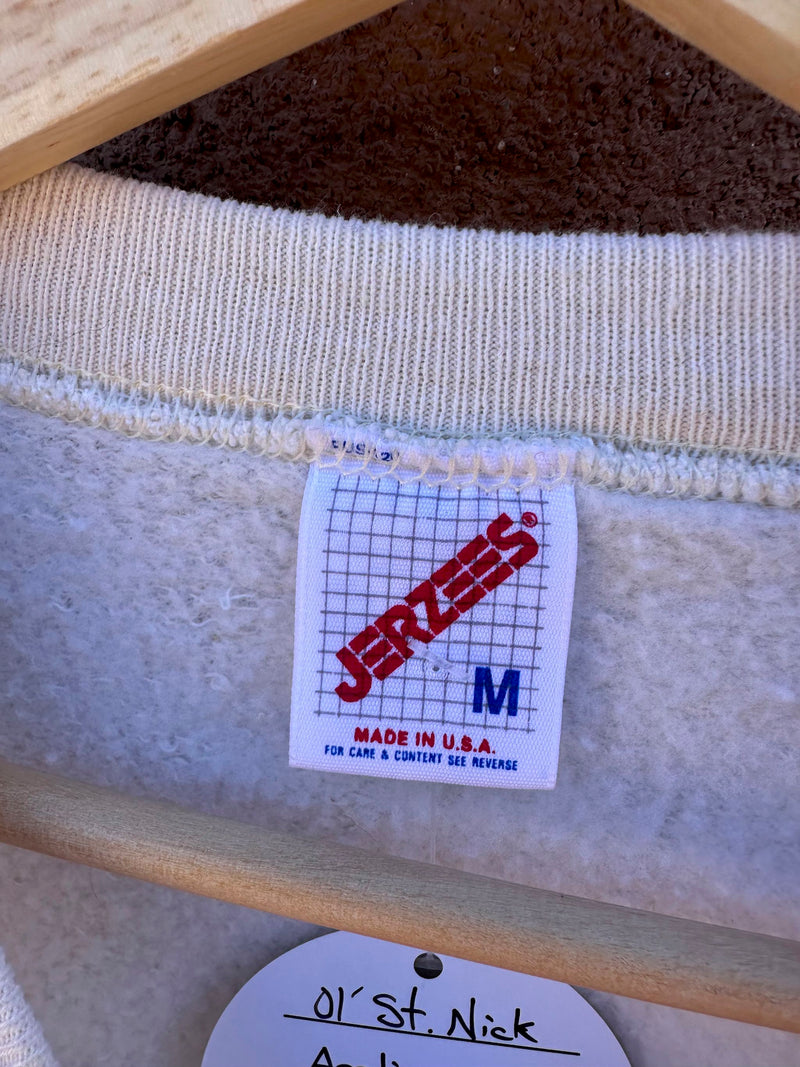 JERZEES®
M
MADE IN U.S.A.
FOR CARE & CONTENT SEE REVERSE
Ol' St. Nick